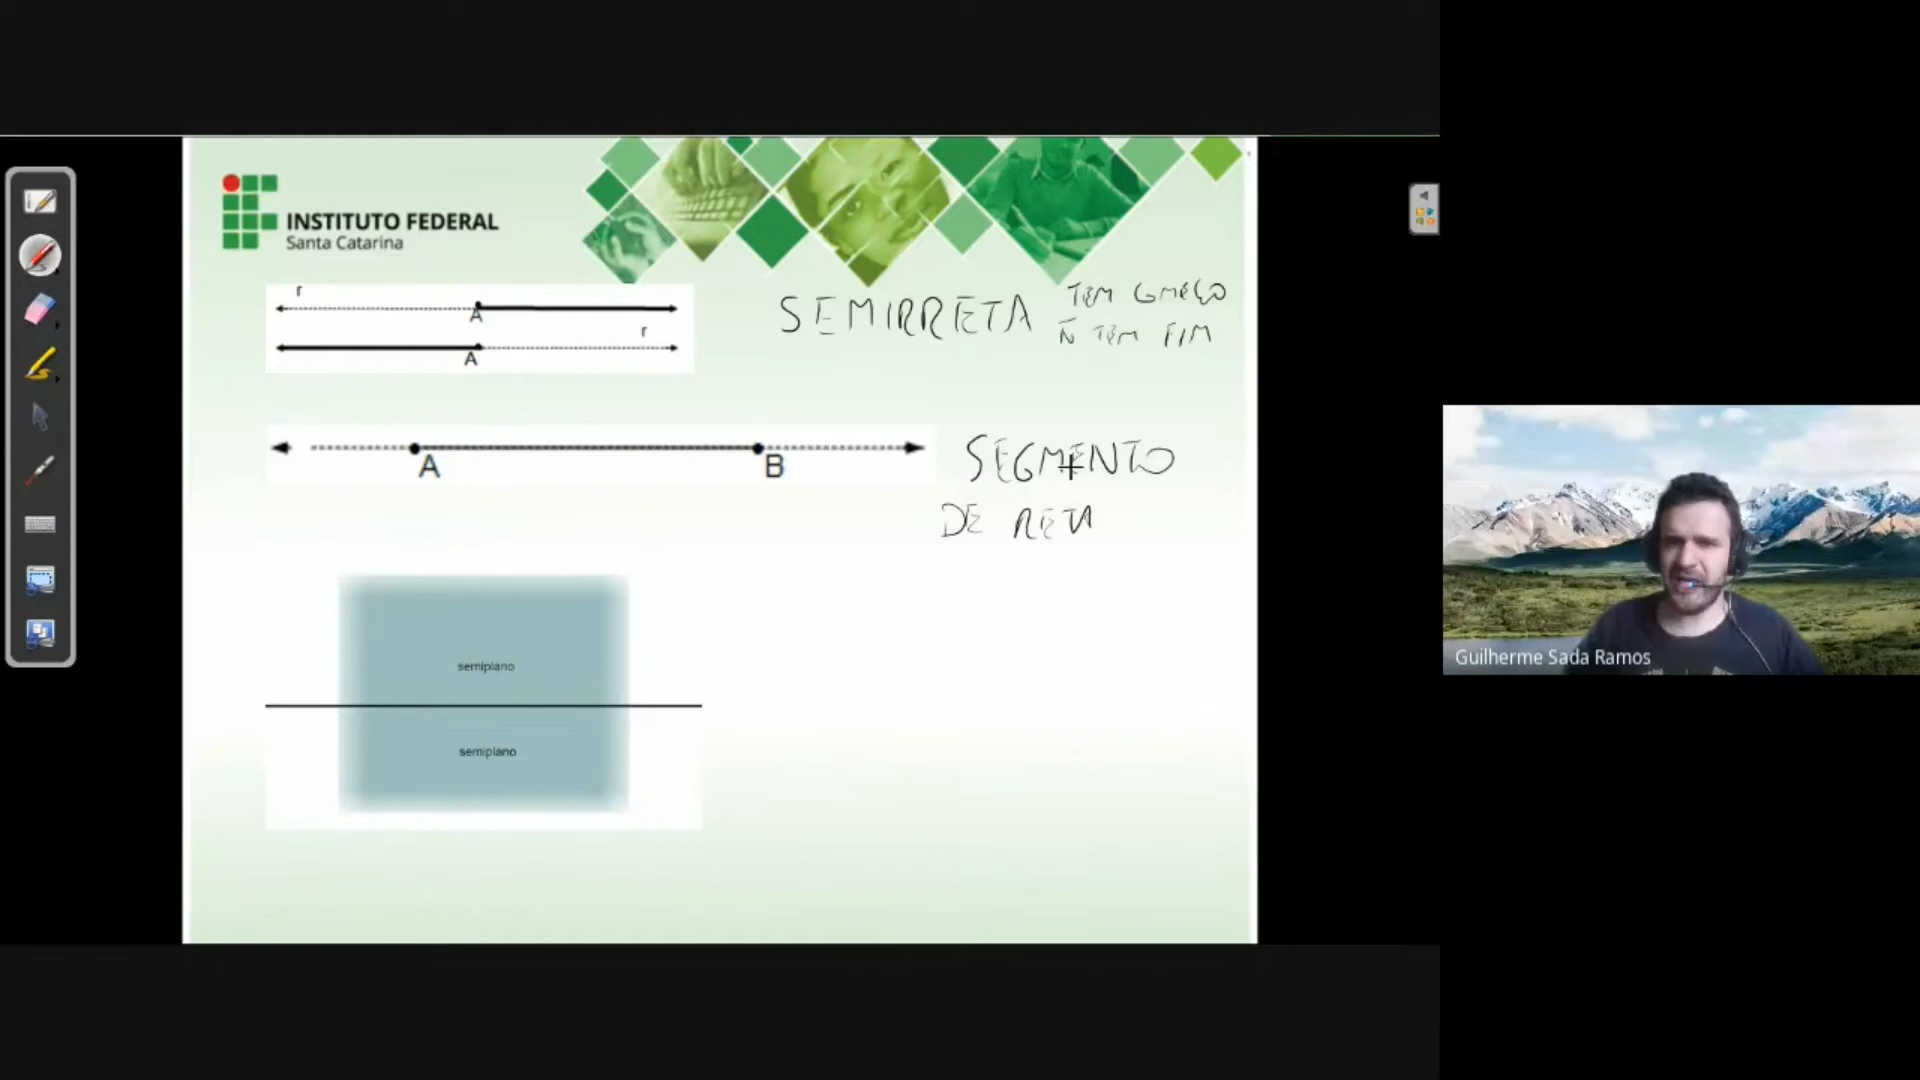 INSTITUTO FEDERAL
Santa Catarina
r
A
r
A
SEMIRRETA
TEM COMEÇO
Ñ TEM FIM
A
B
SEGMENTO
DE RETA
semiplano
semiplano
Guilherme Sada Ramos